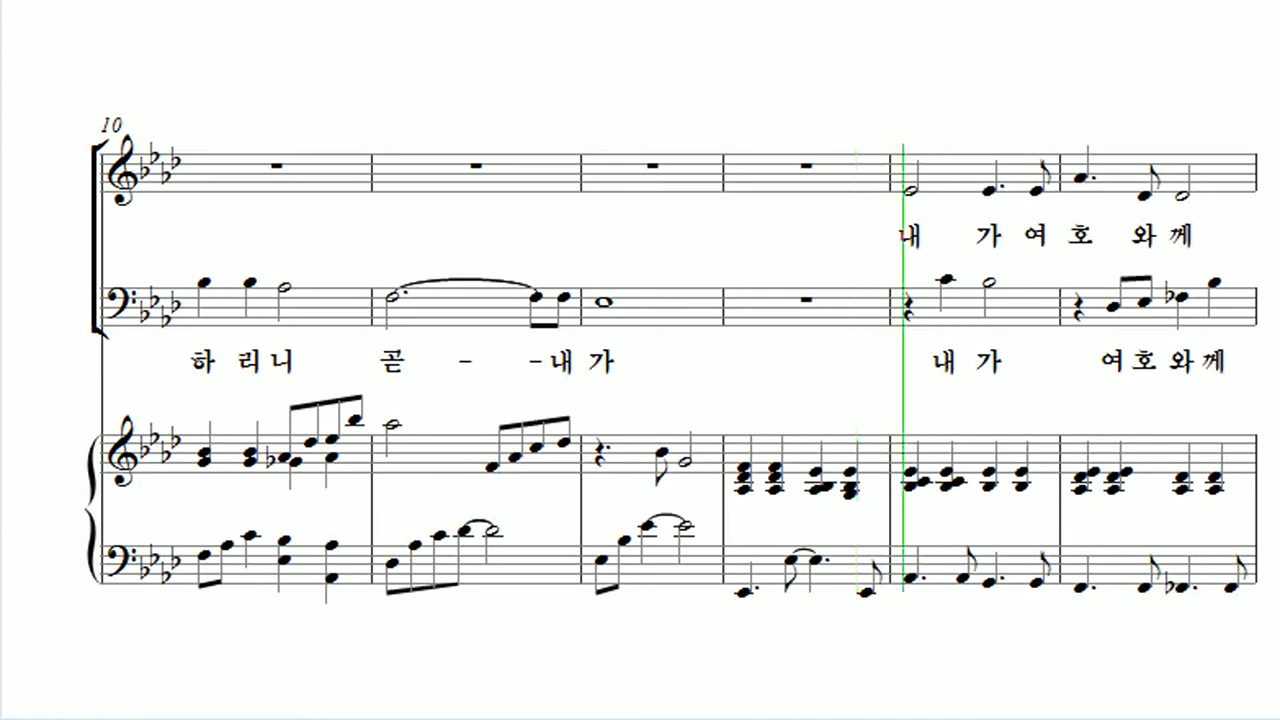 10
내 가 여 호 와 께
하 리 니 곧 - - 내 가 내 가 여 호 와 께